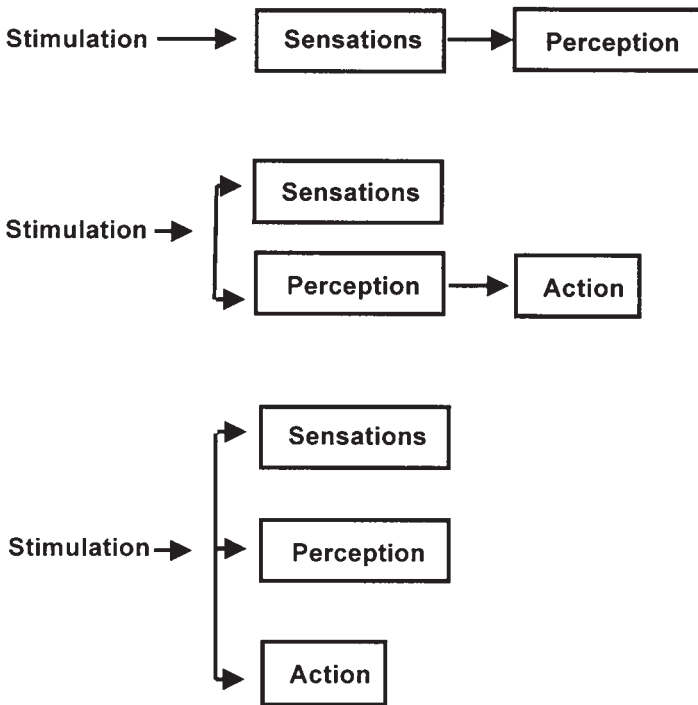 Stimulation Sensations Perception
Sensations
Stimulation
Perception Action
Sensations
Stimulation Perception
Action